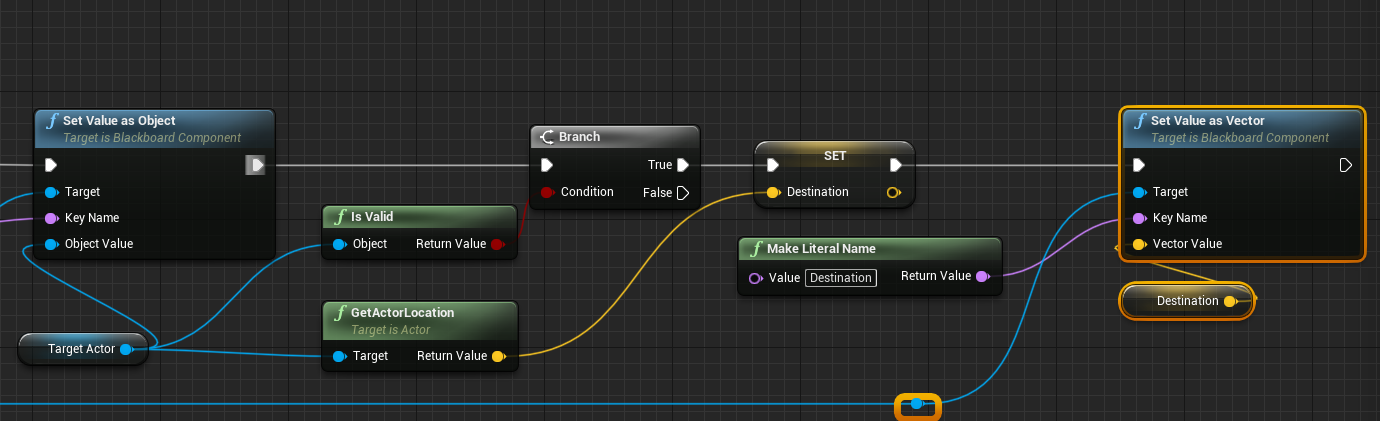 Set Value as Object
Target is Blackboard Component
Target
Key Name
Object Value
Target Actor
Is Valid
Object
Return Value
GetActorLocation
Target is Actor
Target
Return Value
Branch
True
Condition
False
SET
Destination
Make Literal Name
Value Destination
Return Value
Set Value as Vector
Target is Blackboard Component
Target
Key Name
Vector Value
Destination